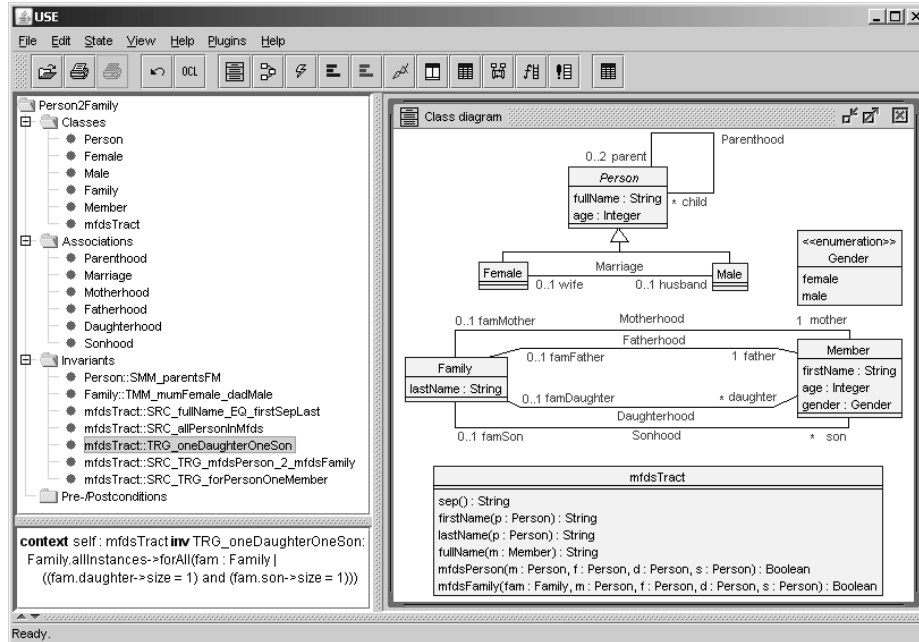 USE
File Edit State View Help Plugins Help
OCL
Person2Family
Classes
Person
Female
Male
Family
Member
mfdsTract
Associations
Parenthood
Marriage
Motherhood
Fatherhood
Daughterhood
Sonhood
Invariants
Person::SMM_parentsFM
Family::TMM_mumFemale_dadMale
mfdsTract::SRC_fullName_EQ_firstSepLast
mfdsTract::SRC_allPersonInMfds
mfdsTract::TRG_oneDaughterOneSon
mfdsTract::SRC_TRG_mfdsPerson_2_mfdsFamily
mfdsTract::SRC_TRG_forPersonOneMember
Pre-/Postconditions
context self : mfdsTract inv TRG_oneDaughterOneSon:
Family.allInstances->forAll(fam : Family |
((fam.daughter->size = 1) and (fam.son->size = 1)))
Class diagram
Parenthood
0..2 parent
Person
fullName : String
age : Integer
* child
Female
Marriage
Male
0..1 wife 0..1 husband
<<enumeration>>
Gender
female
male
0..1 famMother Motherhood 1 mother
Fatherhood
0..1 famFather 1 father
Family
lastName : String
Member
firstName : String
age : Integer
gender : Gender
0..1 famDaughter * daughter
Daughterhood
0..1 famSon Sonhood * son
mfdsTract
sep() : String
firstName(p : Person) : String
lastName(p : Person) : String
fullName(m : Member) : String
mfdsPerson(m : Person, f : Person, d : Person, s : Person) : Boolean
mfdsFamily(fam : Family, m : Person, f : Person, d : Person, s : Person) : Boolean
Ready.